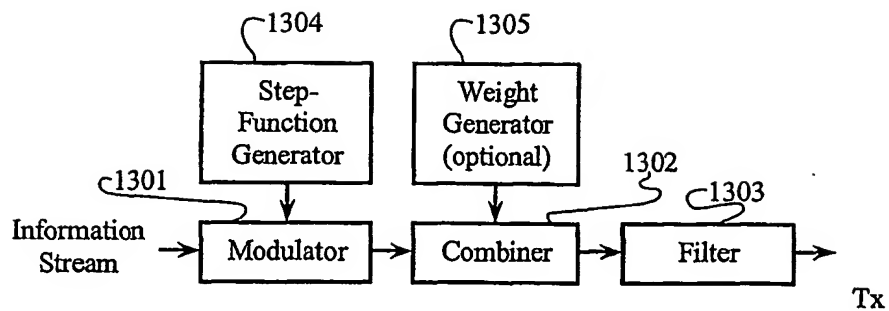 1304
1305
Step-
Function
Generator
Weight
Generator
(optional)
1301
1302
1303
Information
Stream
Modulator
Combiner
Filter
Tx